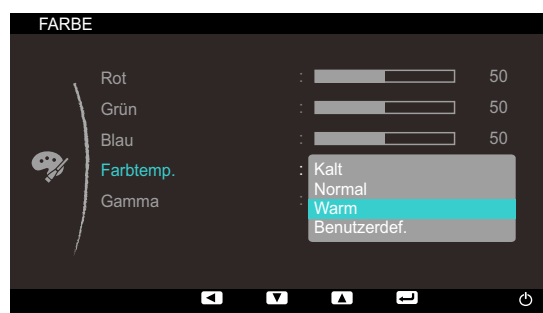 FARBE
Rot : 50
Grün : 50
Blau : 50
Farbtemp. : Kalt
Normal
Gamma : Warm
Benutzerdef.